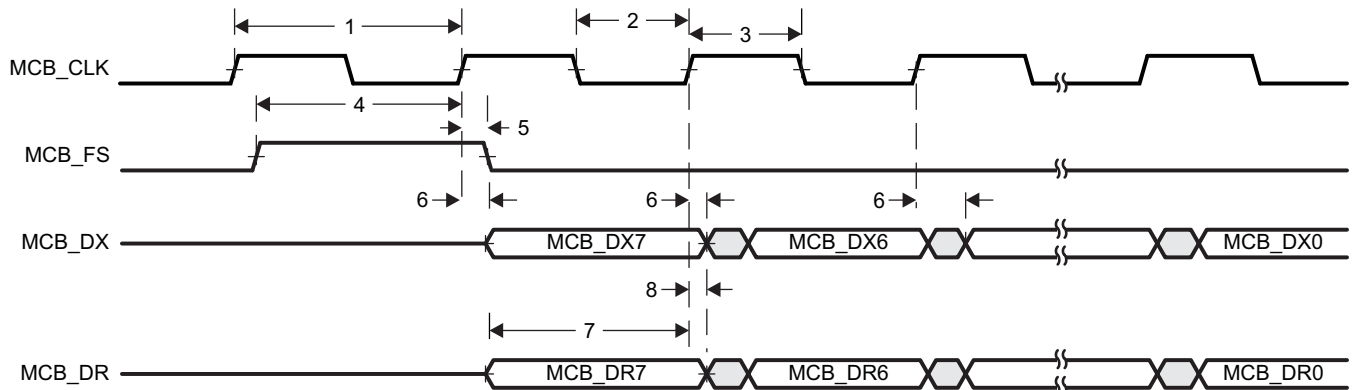 1
2
3
MCB_CLK
4
5
MCB_FS
6
6
6
MCB_DX
MCB_DX7
MCB_DX6
MCB_DX0
8
7
MCB_DR
MCB_DR7
MCB_DR6
MCB_DR0